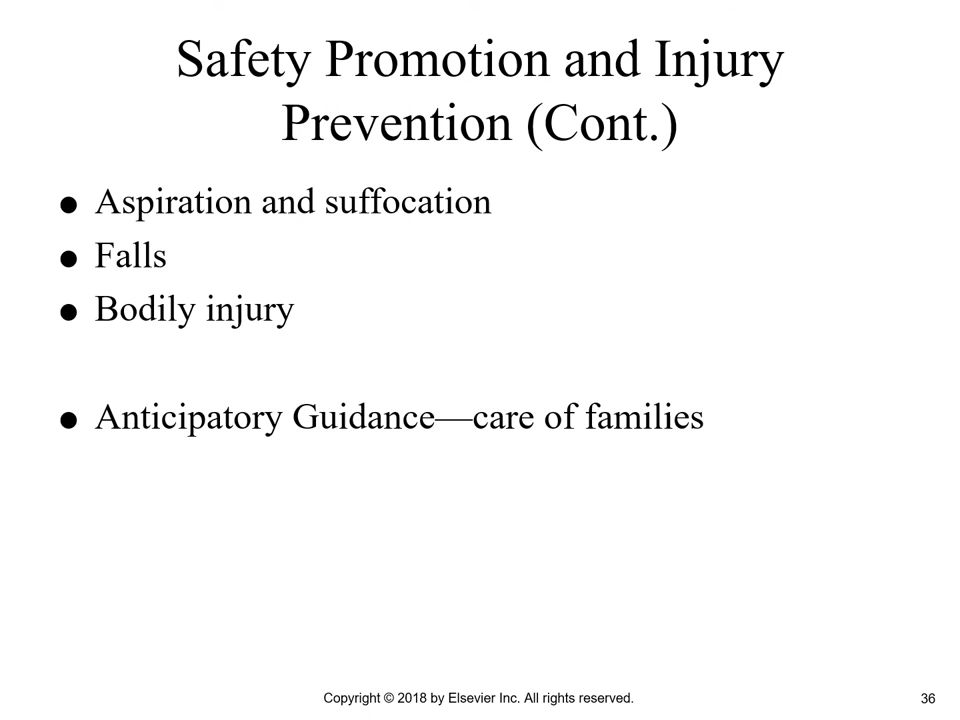 Safety Promotion and Injury
Prevention (Cont.)
● Aspiration and suffocation
● Falls
● Bodily injury
● Anticipatory Guidance—care of families
Copyright © 2018 by Elsevier Inc. All rights reserved.
36